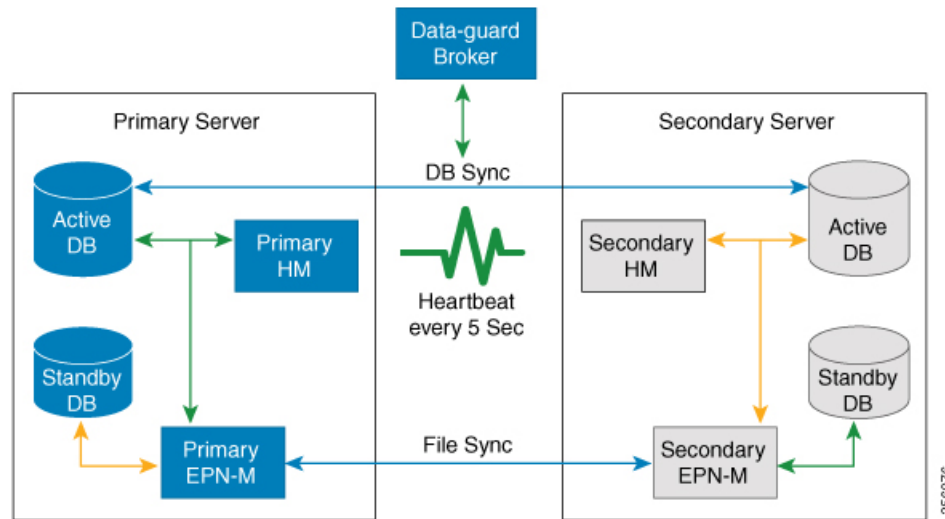 Data-guard
Broker
Primary Server
Secondary Server
DB Sync
Active
DB
Primary
HM
Heartbeat
every 5 Sec
Secondary
HM
Active
DB
Standby
DB
Standby
DB
Primary
EPN-M
File Sync
Secondary
EPN-M